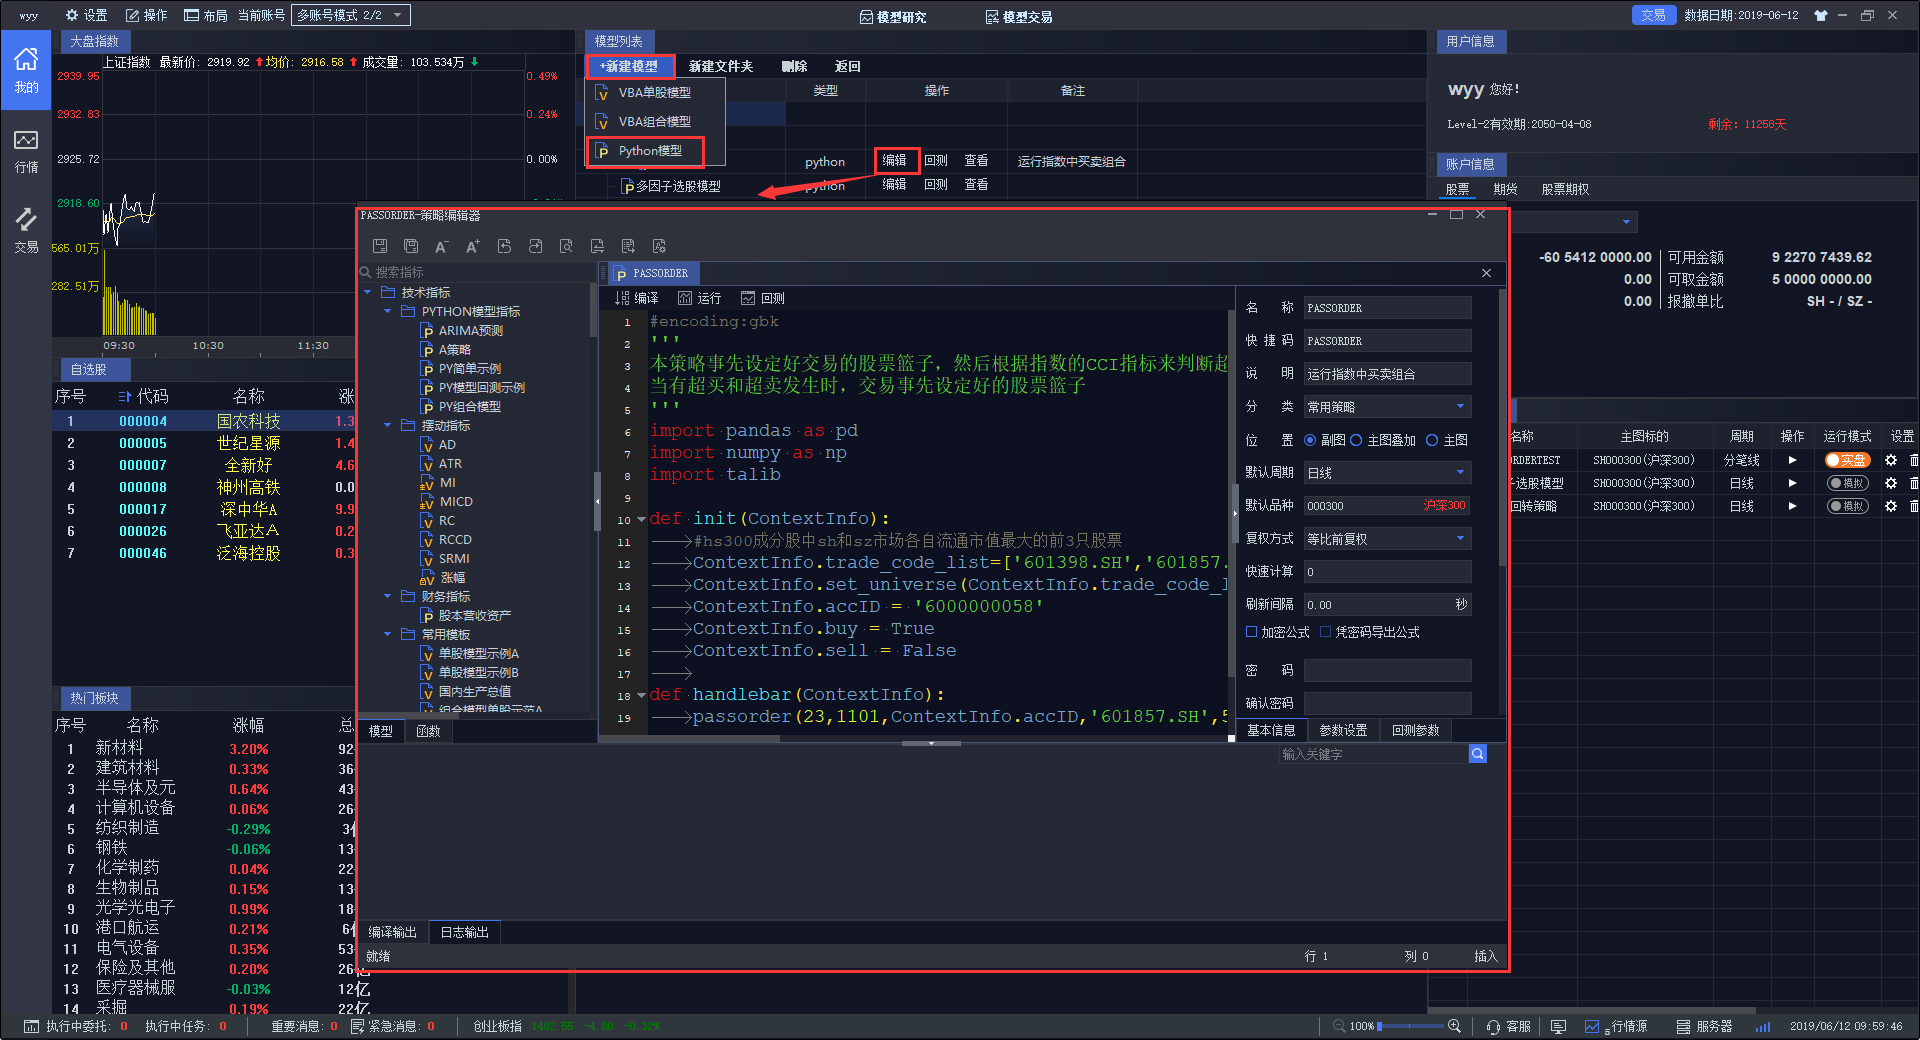 wyy 设置 操作 布局 当前账号 多账号模式 2/2 模型研究 模型交易 交易 数据日期:2019-06-12
我的
行情
交易
大盘指数
上证指数 最新价: 2919.92 均价: 2916.58 成交量: 103.534万
2939.95 0.49%
2932.83 0.24%
2925.72 0.00%
2918.60
565.01万
282.51万
09:30 10:30 11:30
自选股
序号 代码 名称 涨
1 000004 国农科技 1.3
2 000005 世纪星源 1.4
3 000007 全新好 4.6
4 000008 神州高铁 0.0
5 000017 深中华A 9.9
6 000026 飞亚达A 0.2
7 000046 泛海控股 0.3
热门板块
序号 名称 涨幅 总
1 新材料 3.20% 92
2 建筑材料 0.33% 36
3 半导体及元 0.64% 43
4 计算机设备 0.06% 26
5 纺织制造 -0.29% 3
6 钢铁 -0.06% 13
7 化学制药 0.04% 22
8 生物制品 0.15% 13
9 光学光电子 0.99% 18
10 港口航运 0.21% 6
11 电气设备 0.35% 53
12 保险及其他 0.20% 26亿
13 医疗器械服 -0.03% 12亿
14 采掘 0.19% 22亿
模型列表
+新建模型 新建文件夹 删除 返回
VBA单股模型
VBA组合模型
Python模型
类型 操作 备注
python 编辑 回测 查看 运行指数中买卖组合
多因子选股模型 python 编辑 回测 查看
用户信息
wyy 您好!
Level-2有效期:2050-04-08 剩余: 11258天
账户信息
股票 期货 股票期权
-60 5412 0000.00 可用金额 9 2270 7439.62
0.00 可取金额 5 0000 0000.00
0.00 报撤单比 SH - / SZ -
名称 主图标的 周期 操作 运行模式 设置
RDERTEST SH000300(沪深300) 分笔线 实盘
选股模型 SH000300(沪深300) 日线 模拟
回转策略 SH000300(沪深300) 日线 模拟
PASSORDER-策略编辑器
搜索指标
技术指标
PYTHON模型指标
ARIMA预测
A策略
PY简单示例
PY模型回测示例
PY组合模型
摆动指标
AD
ATR
MI
MICD
RC
RCCD
SRMI
涨幅
财务指标
股本营收资产
常用模板
单股模型示例A
单股模型示例B
国内生产总值
组合模型单股示范A
模型 函数
PASSORDER
编译 运行 回测
1 #encoding:gbk
2 '''
3 本策略事先设定好交易的股票篮子，然后根据指数的CCI指标来判断超
4 当有超买和超卖发生时，交易事先设定好的股票篮子
5 '''
6 import pandas as pd
7 import numpy as np
8 import talib
9
10 def init(ContextInfo):
11 #hs300成分股中sh和sz市场各自流通市值最大的前3只股票
12 ContextInfo.trade_code_list=['601398.SH','601857.
13 ContextInfo.set_universe(ContextInfo.trade_code_l
14 ContextInfo.accID = '6000000058'
15 ContextInfo.buy = True
16 ContextInfo.sell = False
17
18 def handlebar(ContextInfo):
19 passorder(23,1101,ContextInfo.accID,'601857.SH',5
名 称 PASSORDER
快 捷 码 PASSORDER
说 明 运行指数中买卖组合
分 类 常用策略
位 置 副图 主图叠加 主图
默认周期 日线
默认品种 000300 沪深300
复权方式 等比前复权
快速计算 0
刷新间隔 0.00 秒
加密公式 凭密码导出公式
密 码
确认密码
基本信息 参数设置 回测参数
输入关键字
编译输出 日志输出
就绪 行 1 列 0 插入
执行中委托: 0 执行中任务: 0 重要消息: 0 紧急消息: 0 创业板指 1482.55 -4.80 -0.32% 100% 客服 行情源 服务器 2019/06/12 09:59:46